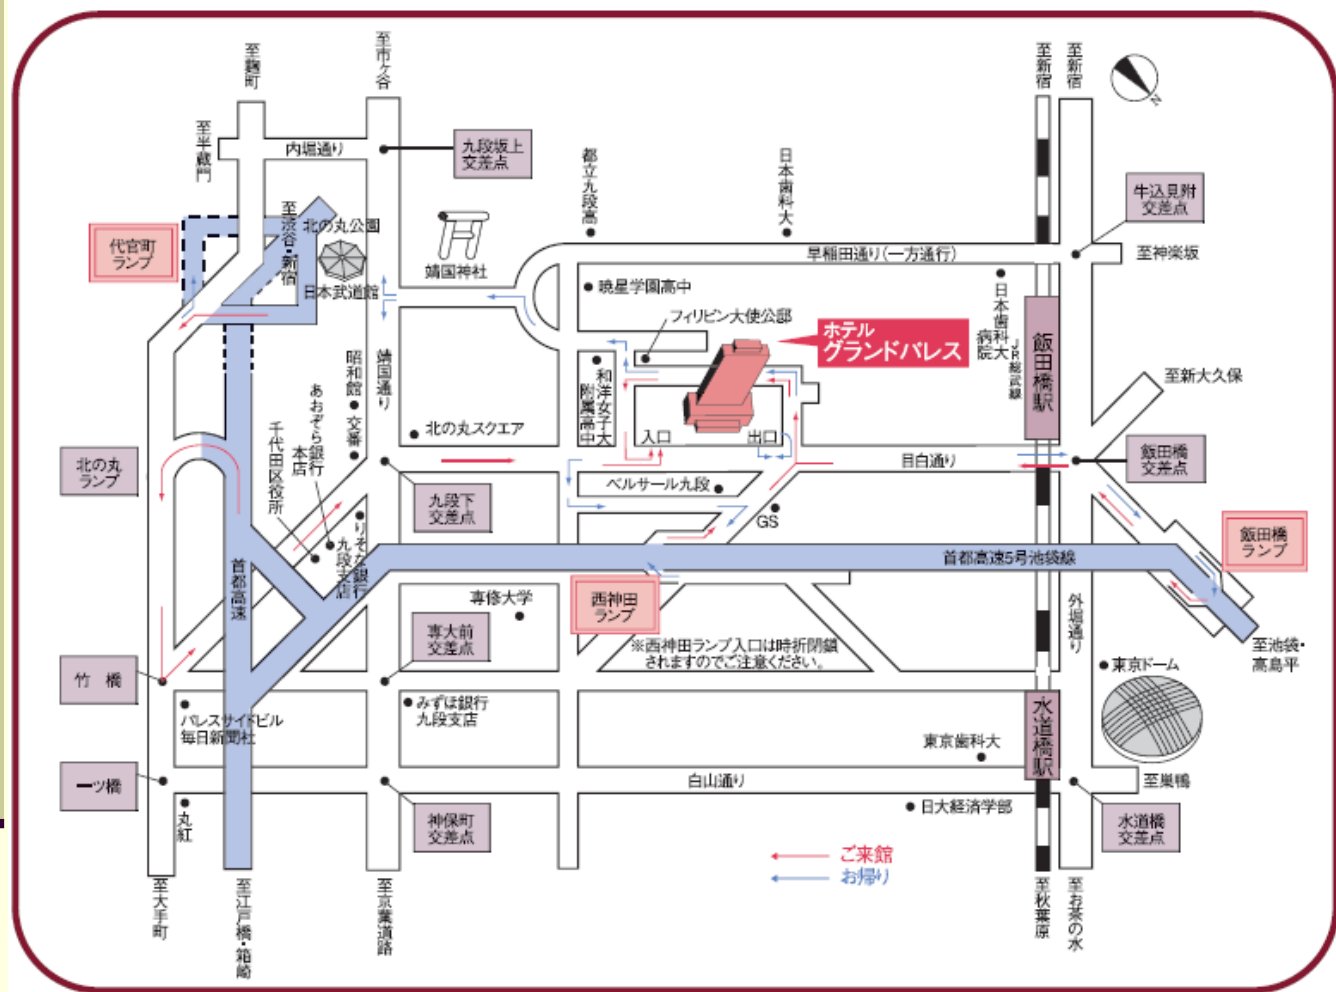 至麹町
至市ヶ谷
至新宿
至新宿
N
至半蔵門
内堀通り
九段坂上
交差点
都立九段高
日本歯科大
牛込見附
交差点
代官町
ランプ
至渋谷・新宿
北の丸公園
日本武道館
靖国神社
早稲田通り(一方通行)
至神楽坂
暁星学園高中
フィリピン大使公邸
ホテル
グランドパレス
日本歯科大
病院
JR総武線
飯田橋駅
至新大久保
昭和館
交番
靖国通り
あおぞら銀行
本店
千代田区役所
北の丸スクエア
和洋女子大
附属高中
入口
出口
目白通り
飯田橋
交差点
北の丸
ランプ
九段下
交差点
ベルサール九段
GS
飯田橋
ランプ
りそな銀行
九段支店
首都高速
首都高速5号池袋線
西神田
ランプ
専修大学
専大前
交差点
※西神田ランプ入口は時折閉鎖
されますのでご注意ください。
外堀通り
至池袋・
高島平
東京ドーム
竹橋
パレスサイドビル
毎日新聞社
みずほ銀行
九段支店
水道橋駅
東京歯科大
一ツ橋
丸紅
白山通り
至巣鴨
神保町
交差点
日大経済学部
水道橋
交差点
ご来館
お帰り
至大手町
至江戸橋・箱崎
至京葉道路
至秋葉原
至お茶の水